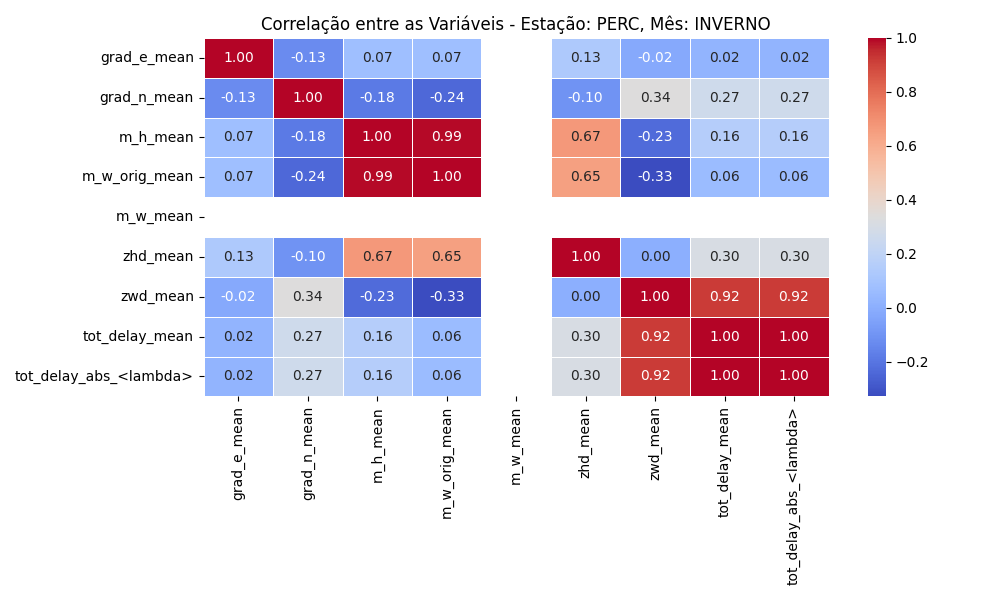 Correlação entre as Variáveis - Estação: PERC, Mês: INVERNO
grad_e_mean 1.00 -0.13 0.07 0.07 0.13 -0.02 0.02 0.02
grad_n_mean -0.13 1.00 -0.18 -0.24 -0.10 0.34 0.27 0.27
m_h_mean 0.07 -0.18 1.00 0.99 0.67 -0.23 0.16 0.16
m_w_orig_mean 0.07 -0.24 0.99 1.00 0.65 -0.33 0.06 0.06
m_w_mean
zhd_mean 0.13 -0.10 0.67 0.65 1.00 0.00 0.30 0.30
zwd_mean -0.02 0.34 -0.23 -0.33 0.00 1.00 0.92 0.92
tot_delay_mean 0.02 0.27 0.16 0.06 0.30 0.92 1.00 1.00
tot_delay_abs_<lambda> 0.02 0.27 0.16 0.06 0.30 0.92 1.00 1.00
grad_e_mean
grad_n_mean
m_h_mean
m_w_orig_mean
m_w_mean
zhd_mean
zwd_mean
tot_delay_mean
tot_delay_abs_<lambda>
1.0
0.8
0.6
0.4
0.2
0.0
−0.2